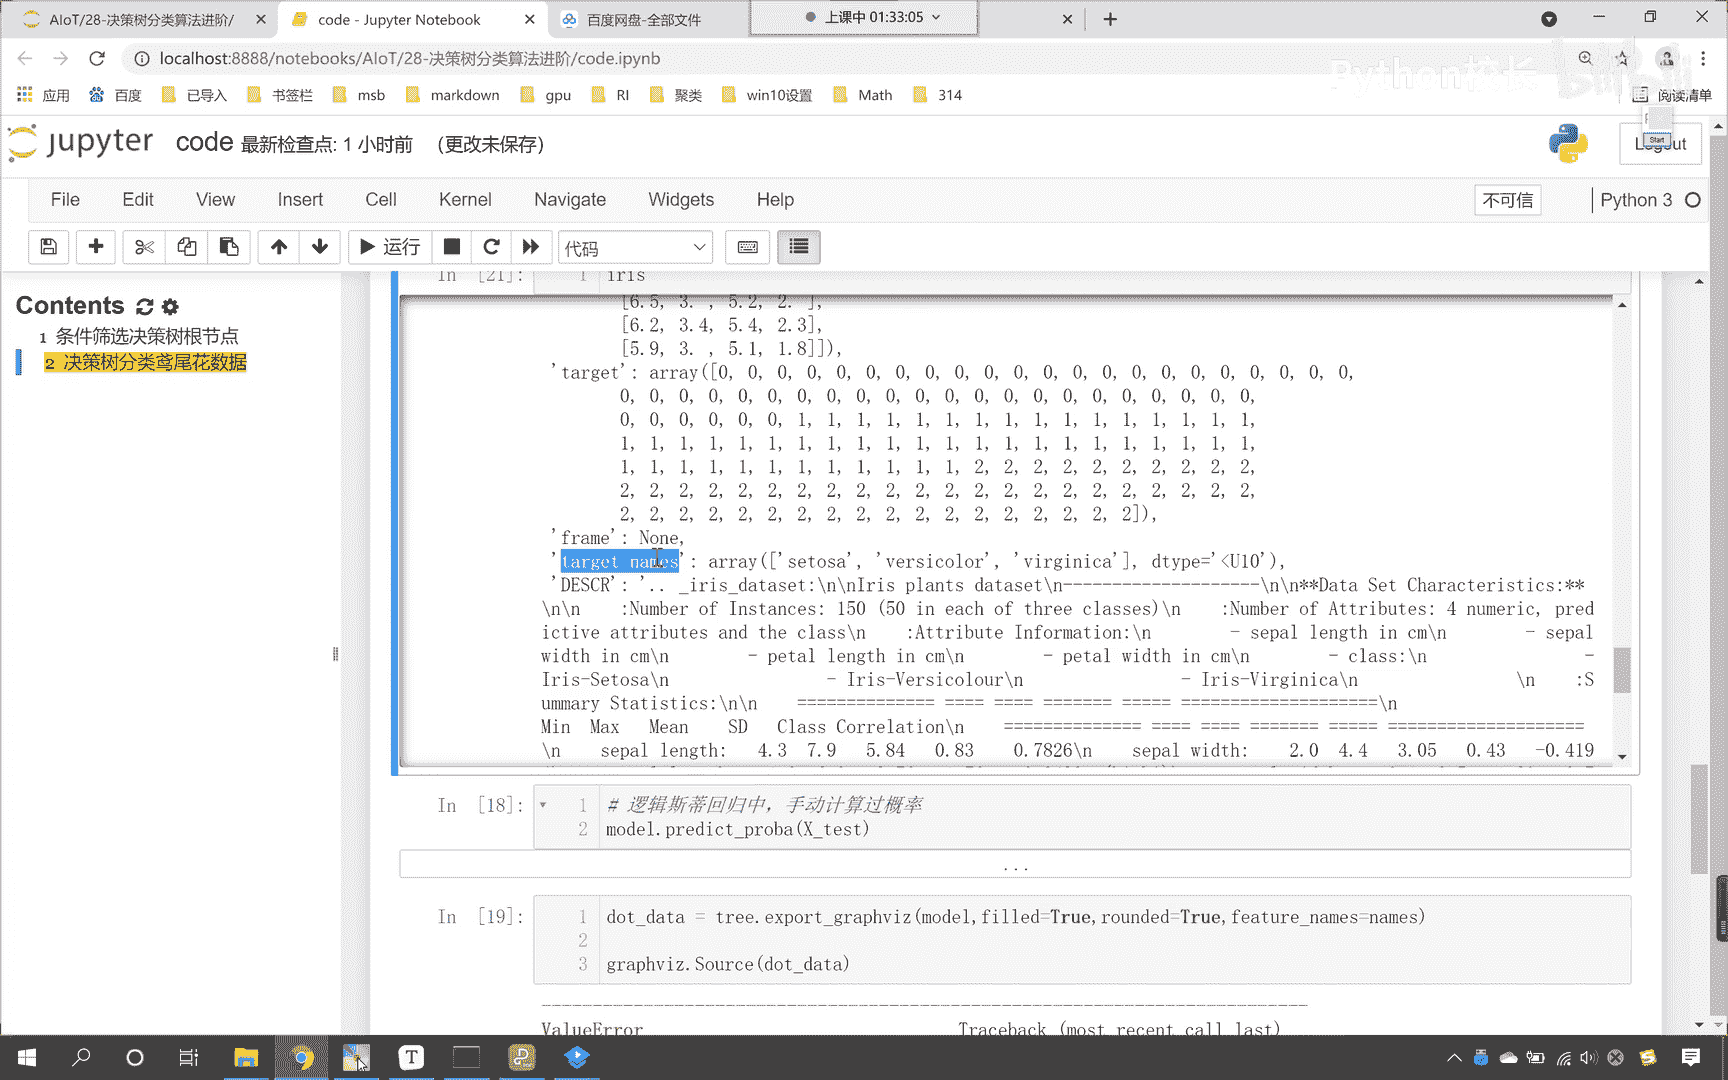 AIoT/28-决策树分类算法进阶/
code - Jupyter Notebook
百度网盘-全部文件
上课中 01:33:05
localhost:8888/notebooks/AIoT/28-决策树分类算法进阶/code.ipynb
Python校长
应用 百度 已导入 书签栏 msb markdown gpu RI 聚类 win10设置 Math 314 阅读清单
jupyter code 最新检查点: 1 小时前 (更改未保存)
Start
Logout
File Edit View Insert Cell Kernel Navigate Widgets Help 不可信 Python 3
运行 代码
Contents
1 条件筛选决策树根节点
2 决策树分类鸢尾花数据
In [21]: 1 iris
[6.5, 3. , 5.2, 2. ],
[6.2, 3.4, 5.4, 2.3],
[5.9, 3. , 5.1, 1.8]]),
'target': array([0, 0, 0, 0, 0, 0, 0, 0, 0, 0, 0, 0, 0, 0, 0, 0, 0, 0, 0, 0, 0, 0,
0, 0, 0, 0, 0, 0, 0, 0, 0, 0, 0, 0, 0, 0, 0, 0, 0, 0, 0, 0,
0, 0, 0, 0, 0, 0, 1, 1, 1, 1, 1, 1, 1, 1, 1, 1, 1, 1, 1, 1, 1, 1,
1, 1, 1, 1, 1, 1, 1, 1, 1, 1, 1, 1, 1, 1, 1, 1, 1, 1, 1, 1, 1, 1,
1, 1, 1, 1, 1, 1, 1, 1, 1, 1, 1, 1, 2, 2, 2, 2, 2, 2, 2, 2, 2, 2,
2, 2, 2, 2, 2, 2, 2, 2, 2, 2, 2, 2, 2, 2, 2, 2, 2, 2, 2, 2, 2, 2,
2, 2, 2, 2, 2, 2, 2, 2, 2, 2, 2, 2, 2, 2, 2, 2, 2, 2]),
'frame': None,
'target_names': array(['setosa', 'versicolor', 'virginica'], dtype='<U10'),
'DESCR': '.. _iris_dataset:\n\nIris plants dataset\n--------------------\n\n**Data Set Characteristics:**
\n\n :Number of Instances: 150 (50 in each of three classes)\n :Number of Attributes: 4 numeric, pred
ictive attributes and the class\n :Attribute Information:\n - sepal length in cm\n - sepal
width in cm\n - petal length in cm\n - petal width in cm\n - class:\n -
Iris-Setosa\n - Iris-Versicolour\n - Iris-Virginica\n \n :S
ummary Statistics:\n\n ============== ==== ==== ======= ===== ====================\n
Min Max Mean SD Class Correlation\n ============== ==== ==== ======= ===== ====================
\n sepal length: 4.3 7.9 5.84 0.83 0.7826\n sepal width: 2.0 4.4 3.05 0.43 -0.419
In [18]: 1 # 逻辑斯蒂回归中，手动计算过概率
2 model.predict_proba(X_test)
...
In [19]: 1 dot_data = tree.export_graphviz(model,filled=True,rounded=True,feature_names=names)
2
3 graphviz.Source(dot_data)
---------------------------------------------------------------------------
ValueError Traceback (most recent call last)